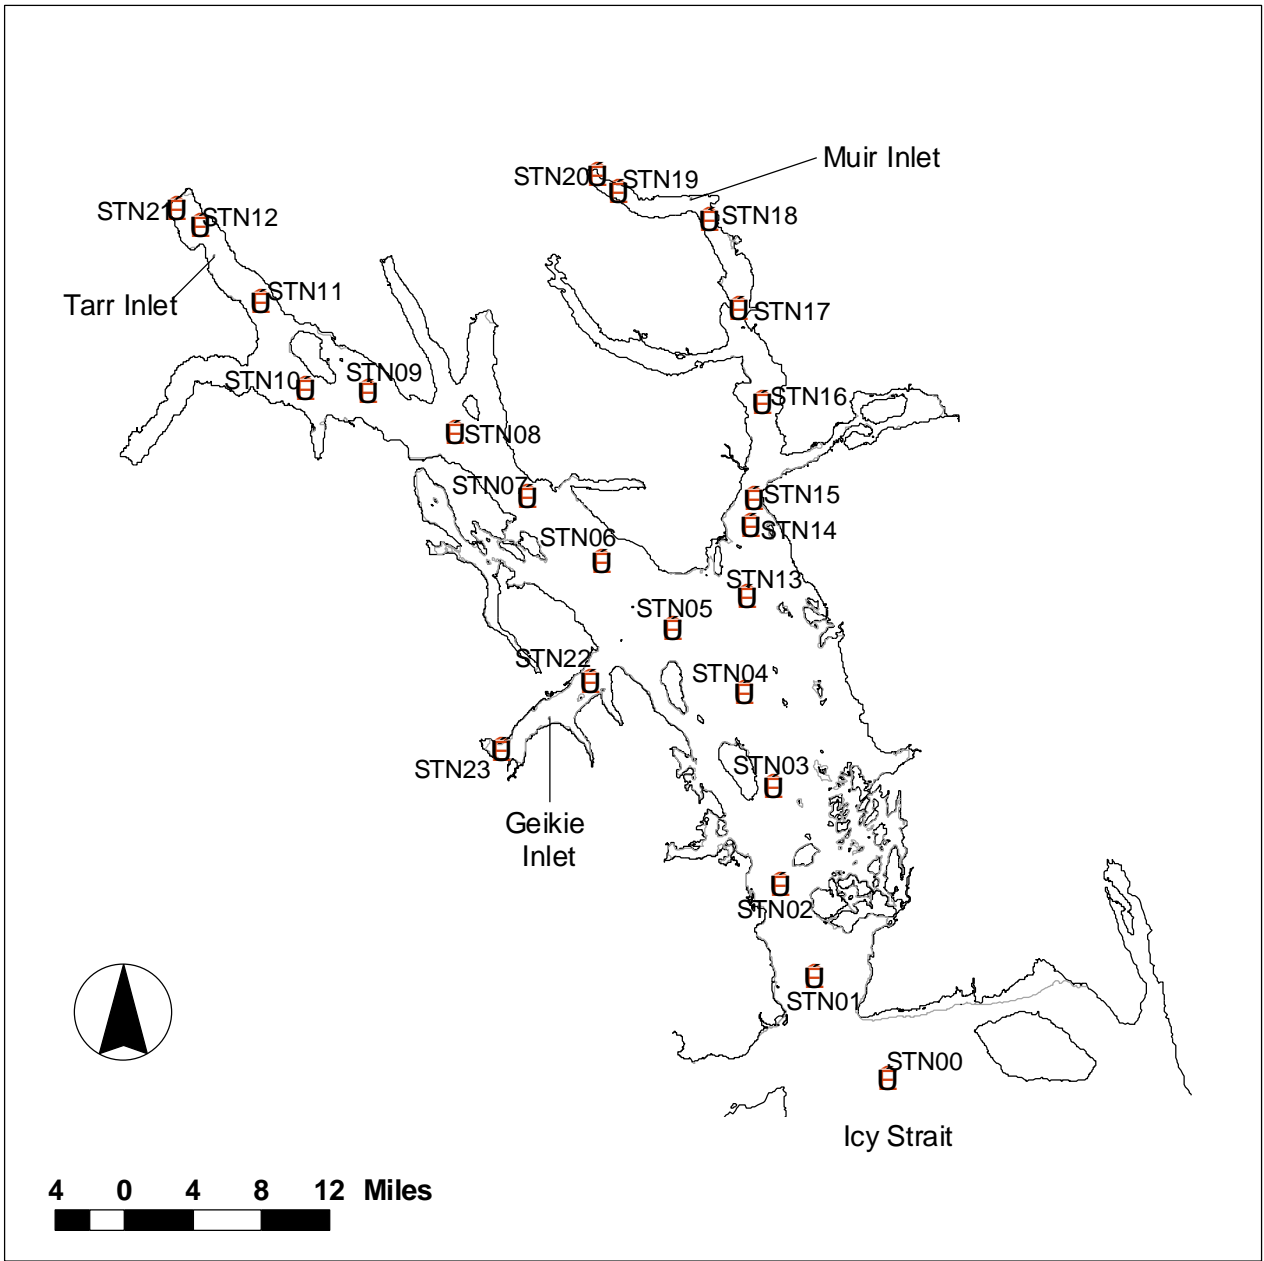 Muir Inlet
STN20
STN19
STN21
STN12
STN18
Tarr Inlet
STN11
STN17
STN10
STN09
STN16
STN08
STN07
STN15
STN14
STN06
STN13
STN05
STN22
STN04
STN23
STN03
Geikie
Inlet
STN02
STN01
STN00
Icy Strait
4 0 4 8 12 Miles